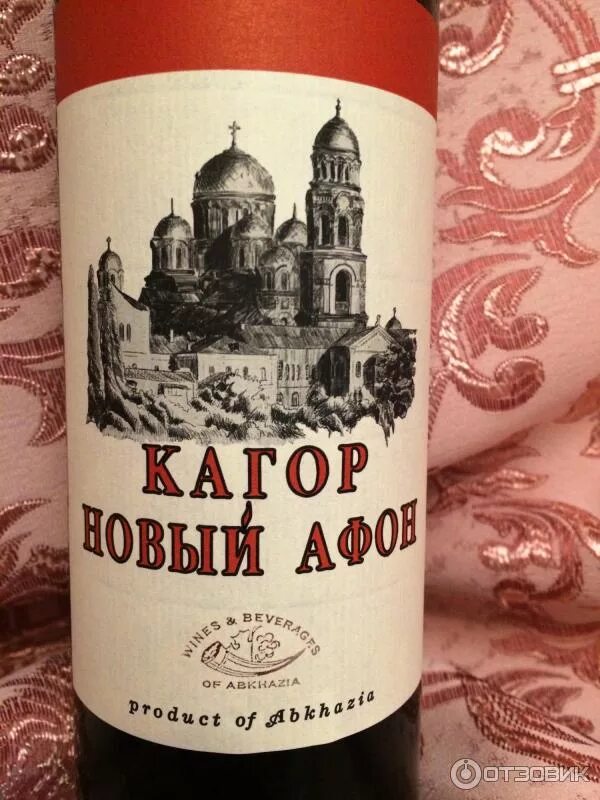 КАГОР
НОВЫЙ АФОН
WINES & BEVERAGES
OF ABKHAZIA
product of Abkhazia
ОТЗОВИК